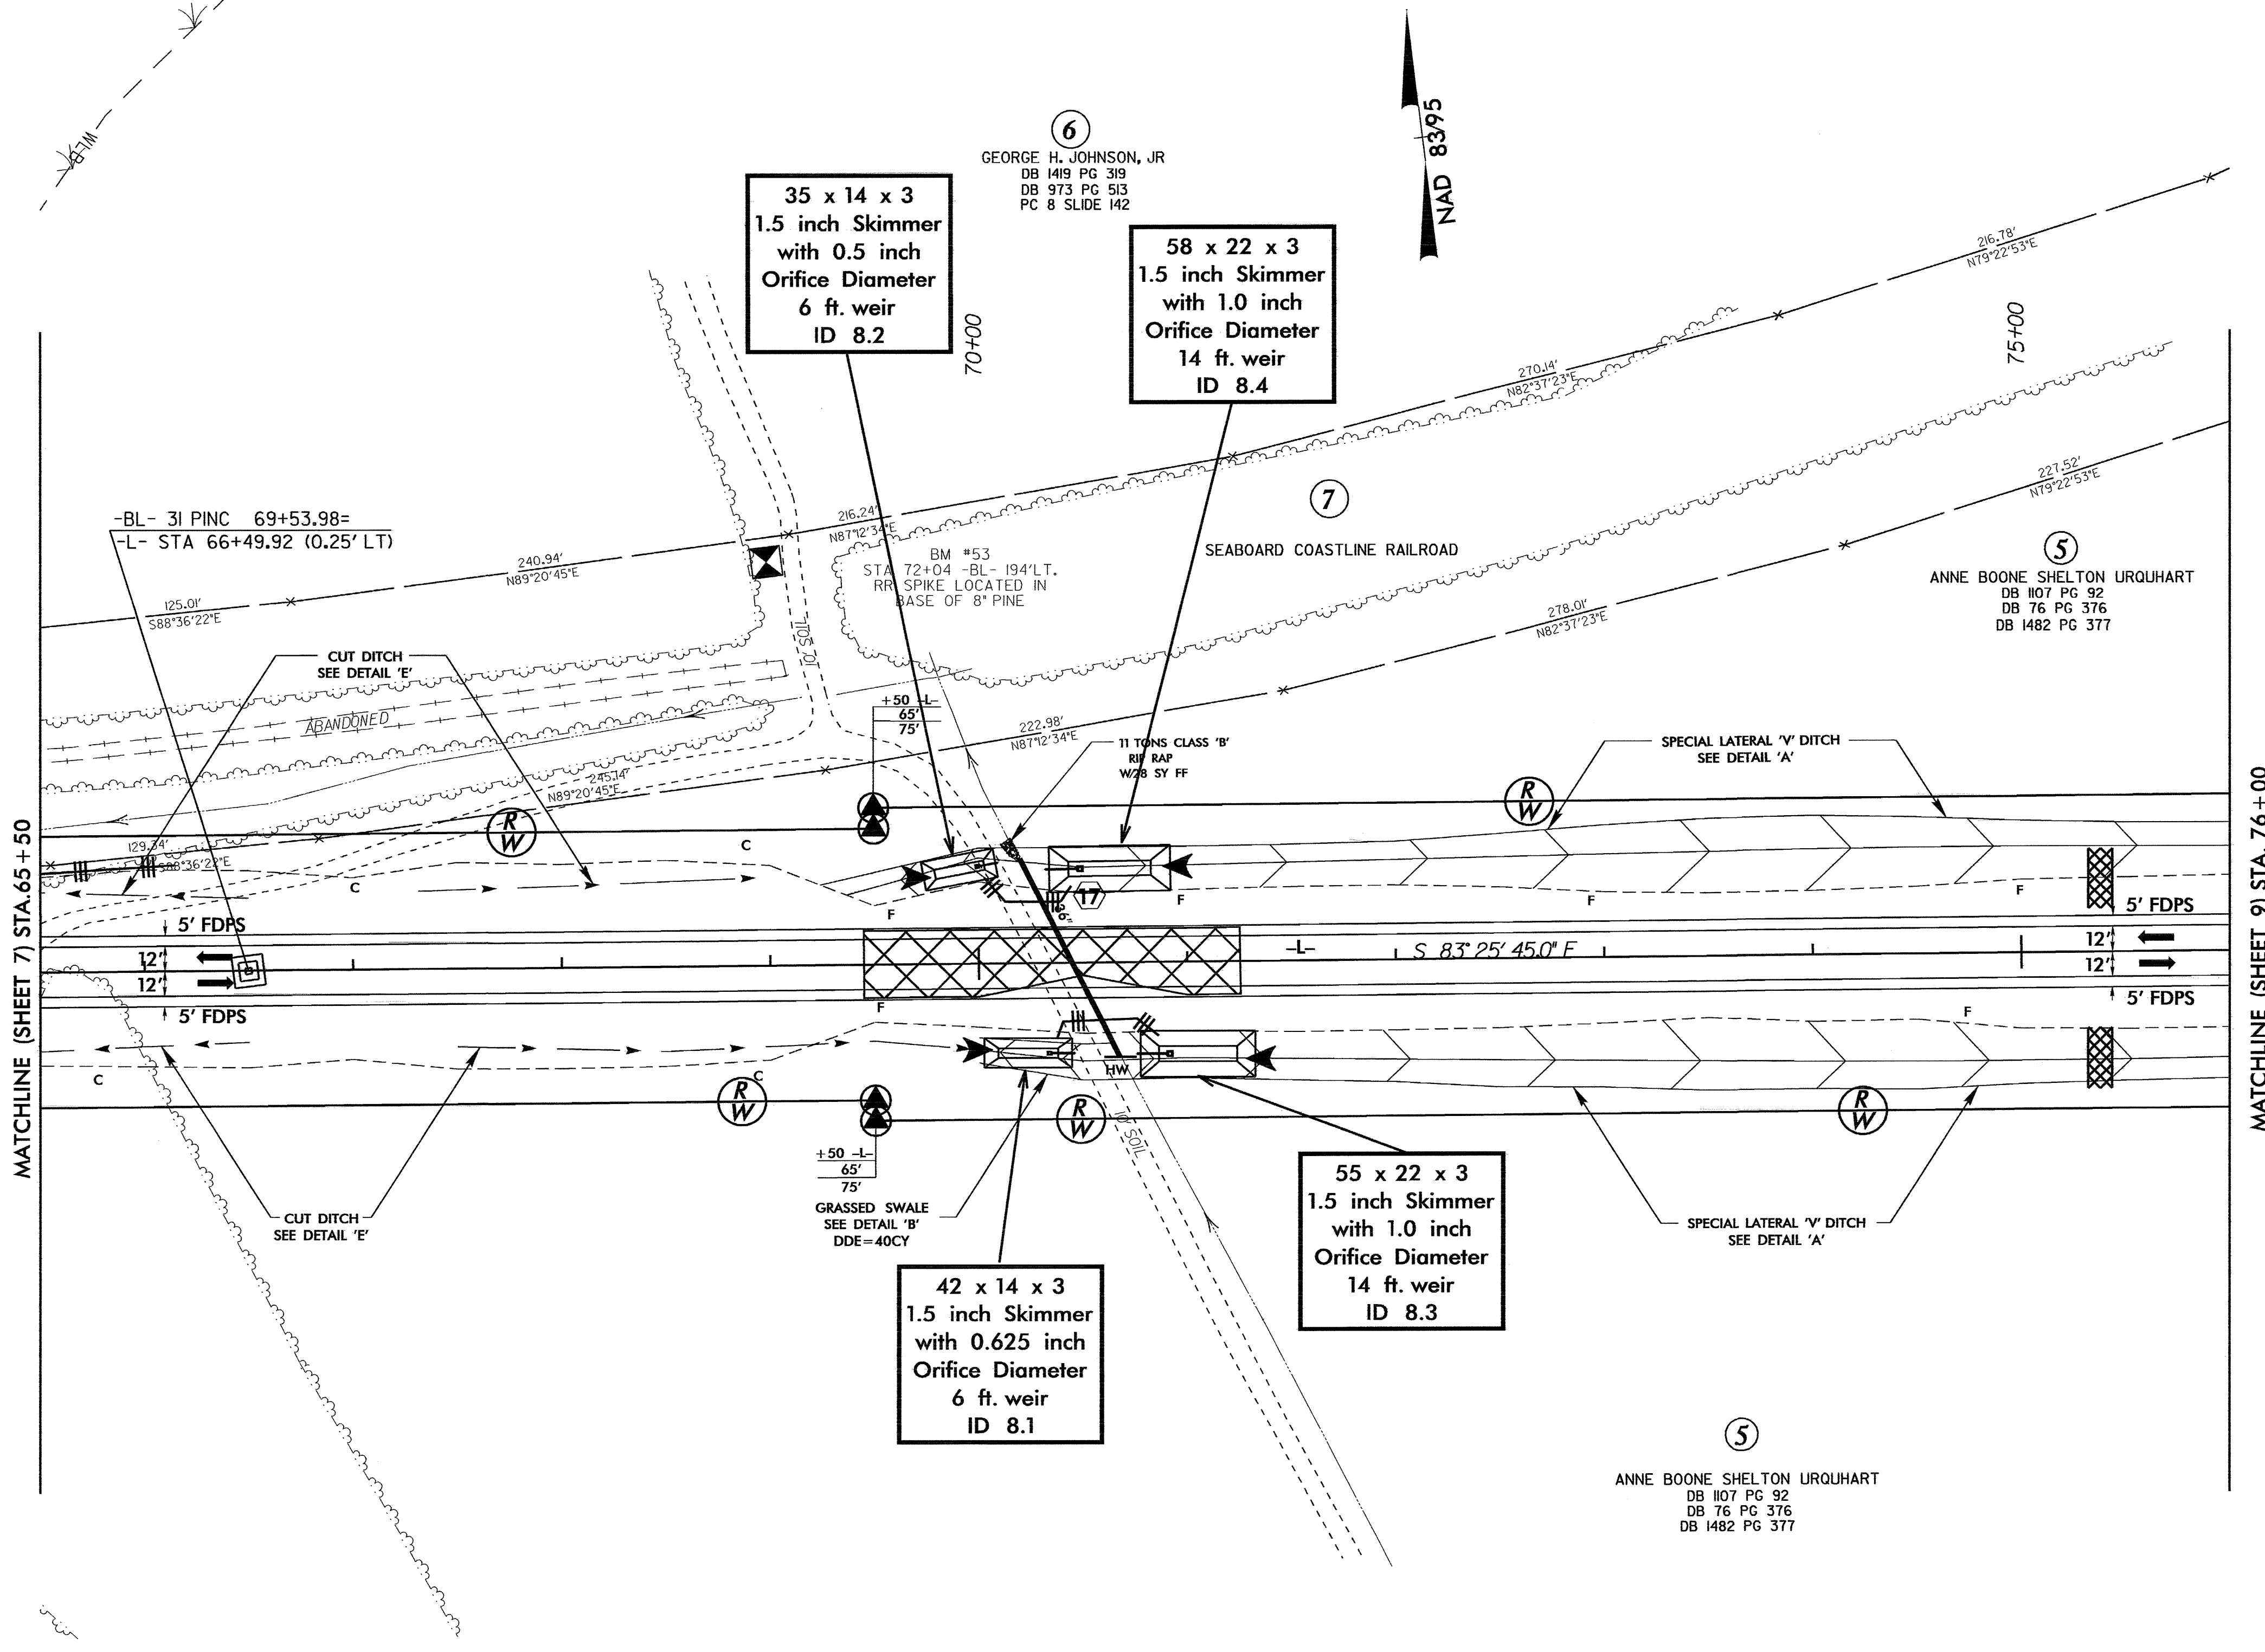 WLB
6
GEORGE H. JOHNSON, JR
DB 1419 PG 319
DB 973 PG 513
PC 8 SLIDE 142
NAD 83/95
35 x 14 x 3
1.5 inch Skimmer
with 0.5 inch
Orifice Diameter
6 ft. weir
ID 8.2
58 x 22 x 3
1.5 inch Skimmer
with 1.0 inch
Orifice Diameter
14 ft. weir
ID 8.4
70+00
75+00
216.78'
N79°22'53"E
270.14'
N82°37'23"E
7
SEABOARD COASTLINE RAILROAD
227.52'
N79°22'53"E
5
ANNE BOONE SHELTON URQUHART
DB 1107 PG 92
DB 76 PG 376
DB 1482 PG 377
-BL- 31 PINC 69+53.98=
-L- STA 66+49.92 (0.25' LT)
216.24'
N87°12'34"E
240.94'
N89°20'45"E
BM #53
STA 72+04 -BL- 194'LT.
RR SPIKE LOCATED IN
BASE OF 8" PINE
125.01'
S88°36'22"E
278.01'
N82°37'23"E
10' SOIL
CUT DITCH
SEE DETAIL 'E'
ABANDONED
+50 -L-
65'
75'
222.98'
N87°12'34"E
11 TONS CLASS 'B'
RIP RAP
W/28 SY FF
SPECIAL LATERAL 'V' DITCH
SEE DETAIL 'A'
245.14'
N89°20'45"E
R
W
R
W
129.34'
S88°36'22"E
C
C
F
17
36"
F
F
F
5' FDPS
5' FDPS
12'
12'
-L-
S 83° 25' 45.0" E
12'
12'
5' FDPS
5' FDPS
F
F
C
C
HW
R
W
R
W
R
W
10' SOIL
+50 -L-
65'
75'
GRASSED SWALE
SEE DETAIL 'B'
DDE=40CY
CUT DITCH
SEE DETAIL 'E'
SPECIAL LATERAL 'V' DITCH
SEE DETAIL 'A'
55 x 22 x 3
1.5 inch Skimmer
with 1.0 inch
Orifice Diameter
14 ft. weir
ID 8.3
42 x 14 x 3
1.5 inch Skimmer
with 0.625 inch
Orifice Diameter
6 ft. weir
ID 8.1
5
ANNE BOONE SHELTON URQUHART
DB 1107 PG 92
DB 76 PG 376
DB 1482 PG 377
MATCHLINE (SHEET 7) STA.65+50
MATCHLINE (SHEET 9) STA. 76+00